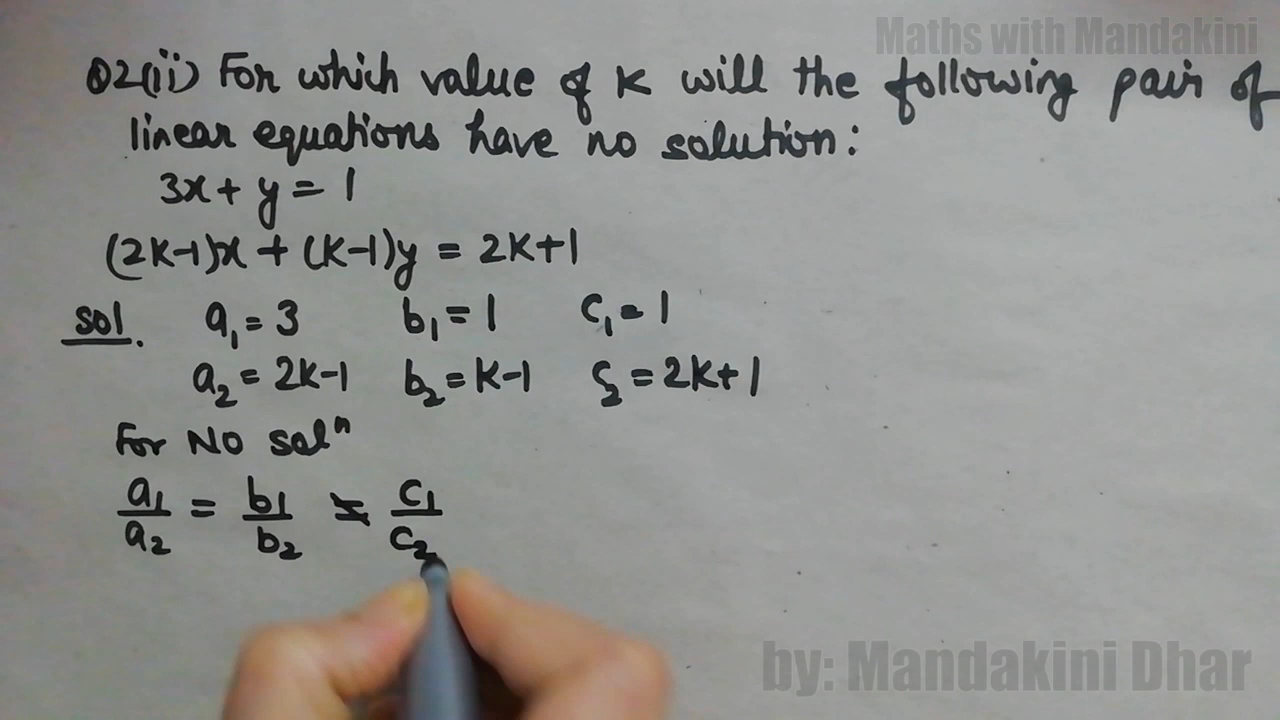 Maths with Mandakini
Q2(ii) For which value of K will the following pair of
linear equations have no solution:
3x + y = 1
(2K-1)x + (K-1)y = 2K+1
Sol. a₁ = 3 b₁ = 1 c₁ = 1
a₂ = 2K-1 b₂ = K-1 c₂ = 2K+1
For NO solⁿ
a₁/a₂ = b₁/b₂ ≠ c₁/c₂
by: Mandakini Dhar